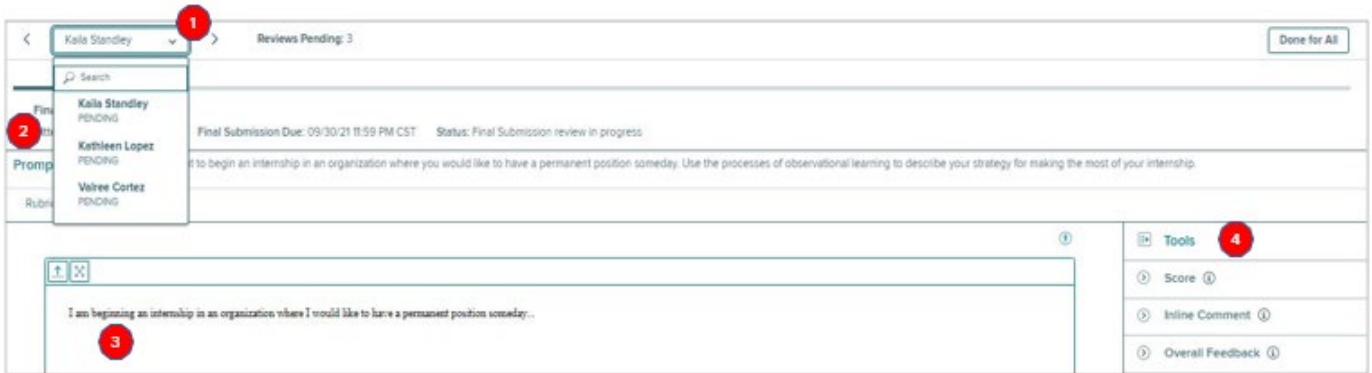 1
Kaila Standley
Reviews Pending: 3
Done for All
Search
Kaila Standley
PENDING
Kathleen Lopez
PENDING
Valree Cortez
PENDING
2
Final Submission Due: 09/30/21 11:59 PM CST Status: Final Submission review in progress
Promp t to begin an internship in an organization where you would like to have a permanent position someday. Use the processes of observational learning to describe your strategy for making the most of your internship.
Rubri
I am beginning an internship in an organization where I would like to have a permanent position someday...
3
Tools 4
Score
Inline Comment
Overall Feedback